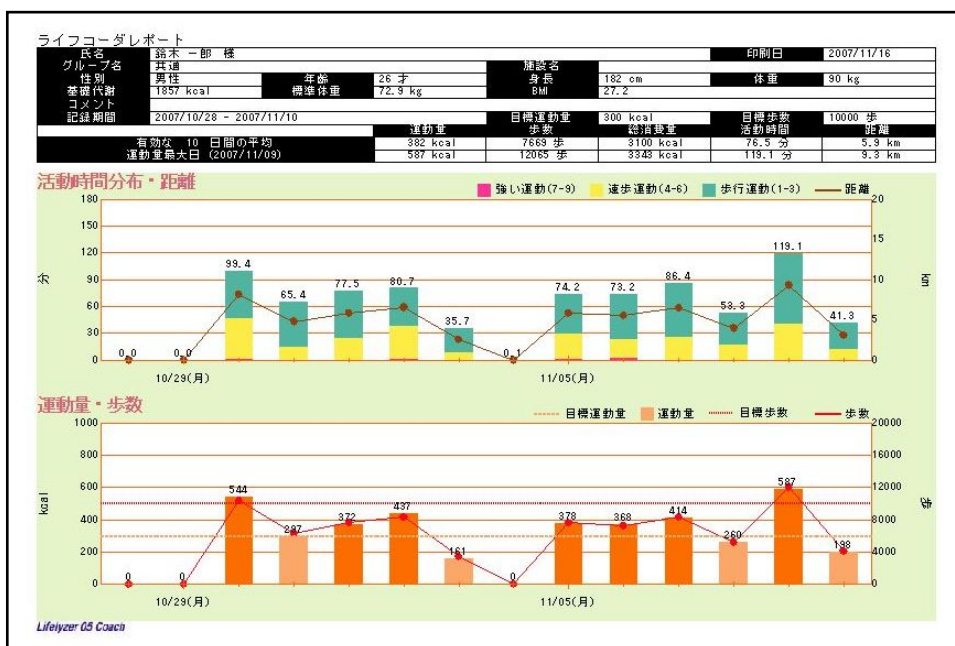 ライフコーダレポート
氏名 鈴木 一郎 様 印刷日 2007/11/16
グループ名 共通 施設名
性別 男性 年齢 26 才 身長 182 cm 体重 90 kg
基礎代謝 1857 kcal 標準体重 72.9 kg BMI 27.2
コメント
記録期間 2007/10/28 - 2007/11/10 目標運動量 300 kcal 目標歩数 10000 歩
運動量 歩数 総消費量 活動時間 距離
有効な 10 日間の平均 382 kcal 7669 歩 3100 kcal 76.5 分 5.9 km
運動量最大日 (2007/11/09) 587 kcal 12065 歩 3343 kcal 119.1 分 9.3 km
活動時間分布・距離
強い運動(7-9) 速歩運動(4-6) 歩行運動(1-3) 距離
180 20
150
15
120
119.1
99.4
90 10
86.4
80.7
77.5
74.2 73.2
65.4
60
53.3
5
41.3
35.7
30
0.0 0.0 0.1
0 0
分
km
10/29(月) 11/05(月)
運動量・歩数
目標運動量 運動量 目標歩数 歩数
1000 20000
800 16000
600 12000
587
544
437
414
400 8000
378 368
372
297
260
200 4000
198
161
0 0 0
0 0
kcal
歩
10/29(月) 11/05(月)
Lifelyzer 05 Coach